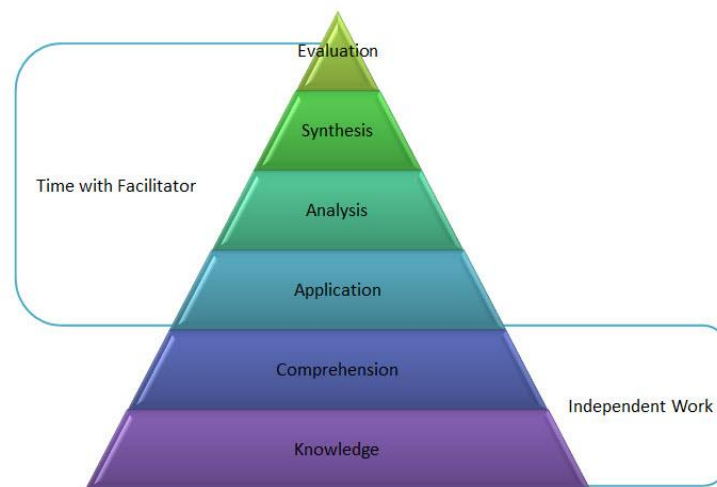 Evaluation
Synthesis
Time with Facilitator
Analysis
Application
Comprehension
Independent Work
Knowledge